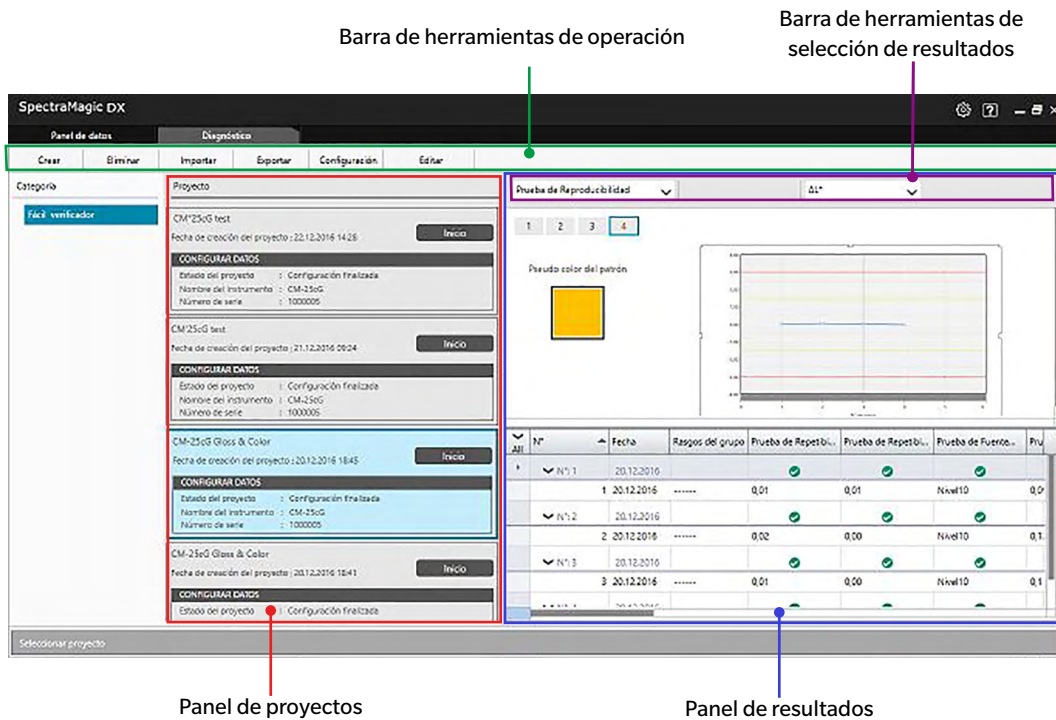 Barra de herramientas de operación
Barra de herramientas de
selección de resultados
SpectraMagic DX
Panel de datos
Diagnóstico
Crear
Eliminar
Importar
Exportar
Configuración
Editar
Categoría
Fácil verificador
Proyecto
CM"25cG test
Fecha de creación del proyecto : 22.12.2016 14:28
Inicio
CONFIGURAR DATOS
Estado del proyecto : Configuración finalizada
Nombre del instrumento : CM-25cG
Número de serie : 1000005
CM'25cG test
Fecha de creación del proyecto : 21.12.2016 09:24
Inicio
CONFIGURAR DATOS
Estado del proyecto : Configuración finalizada
Nombre del instrumento : CM-25cG
Número de serie : 1000005
CM-25cG Gloss & Color
Fecha de creación del proyecto : 20.12.2016 18:45
Inicio
CONFIGURAR DATOS
Estado del proyecto : Configuración finalizada
Nombre del instrumento : CM-25cG
Número de serie : 1000005
CM-25cG Gloss & Color
Fecha de creación del proyecto : 20.12.2016 18:41
Inicio
CONFIGURAR DATOS
Estado del proyecto : Configuración finalizada
Prueba de Reproducibilidad
ΔL*
1 2 3 4
Pseudo color del patrón
All N° Fecha Rasgos del grupo Prueba de Repetibi... Prueba de Repetibi... Prueba de Fuente... Pru
N°: 1 20.12.2016
1 20.12.2016 ------ 0,01 0,01 Nivel10 0,0
N°: 2 20.12.2016
2 20.12.2016 ------ 0,02 0,00 Nivel10 0,1.
N°: 3 20.12.2016
3 20.12.2016 ------ 0,01 0,00 Nivel10 0,1
Seleccionar proyecto
Panel de proyectos
Panel de resultados